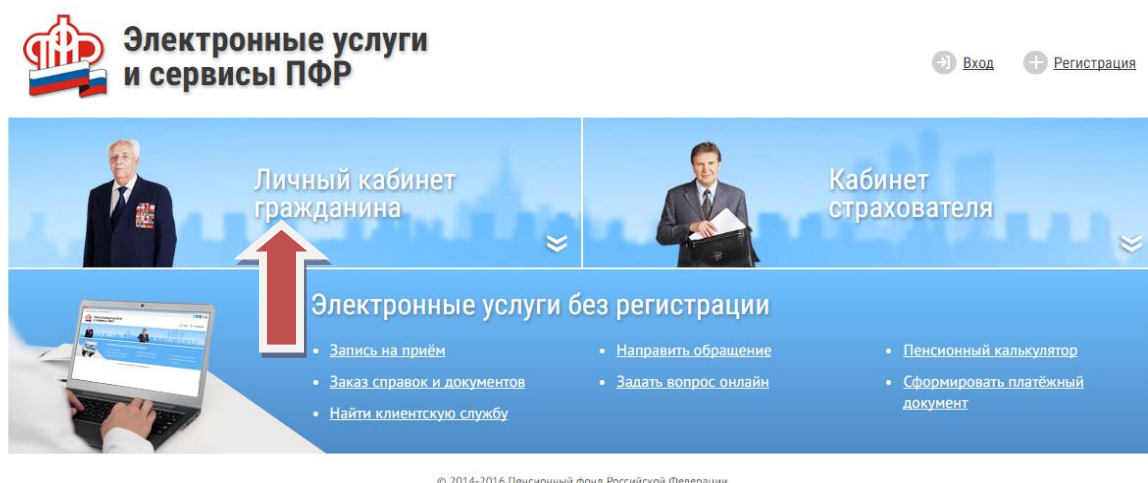 Электронные услуги
и сервисы ПФР
Вход
Регистрация
Личный кабинет
гражданина
Кабинет
страхователя
Электронные услуги без регистрации
• Запись на приём
• Заказ справок и документов
• Найти клиентскую службу
• Направить обращение
• Задать вопрос онлайн
• Пенсионный калькулятор
• Сформировать платёжный
документ
© 2014-2016 Пенсионный фонд Российской Федерации